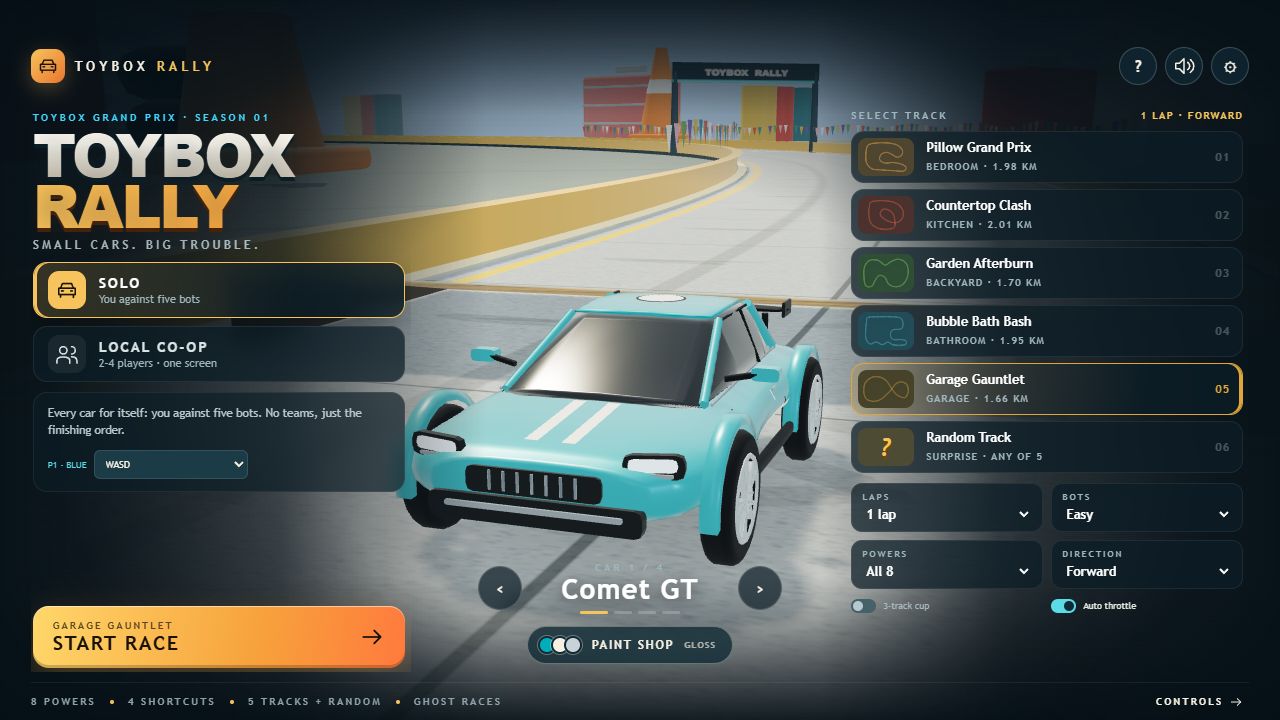 TOYBOX RALLY
?
TOYBOX RALLY
TOYBOX GRAND PRIX • SEASON 01
TOYBOX
RALLY
SMALL CARS. BIG TROUBLE.
SOLO
You against five bots
LOCAL CO-OP
2-4 players · one screen
Every car for itself: you against five bots. No teams, just the
finishing order.
P1 - BLUE
WASD
GARAGE GAUNTLET
START RACE
CAR 1 / 4
Comet GT
PAINT SHOP GLOSS
SELECT TRACK
1 LAP • FORWARD
Pillow Grand Prix
BEDROOM • 1.98 KM
01
Countertop Clash
KITCHEN • 2.01 KM
02
Garden Afterburn
BACKYARD • 1.70 KM
03
Bubble Bath Bash
BATHROOM • 1.95 KM
04
Garage Gauntlet
GARAGE • 1.66 KM
05
?
Random Track
SURPRISE • ANY OF 5
06
LAPS
1 lap
BOTS
Easy
POWERS
All 8
DIRECTION
Forward
3-track cup
Auto throttle
8 POWERS • 4 SHORTCUTS • 5 TRACKS + RANDOM • GHOST RACES
CONTROLS →